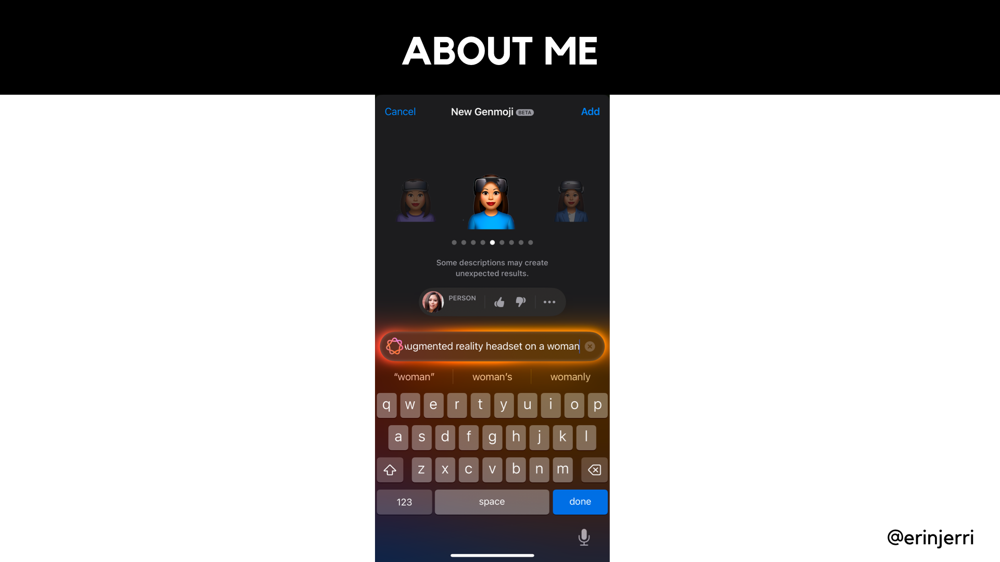 ABOUT ME
Cancel
New Genmoji BETA
Add
Some descriptions may create
unexpected results.
PERSON
Augmented reality headset on a woman
“woman”
woman’s
womanly
q w e r t y u i o p
a s d f g h j k l
z x c v b n m
123
space
done
@erinjerri